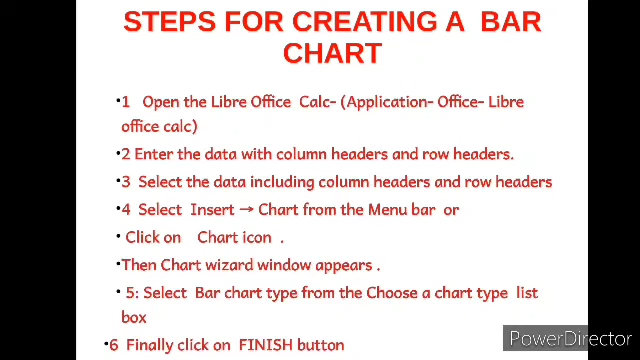 STEPS FOR CREATING A BAR
CHART
•1 Open the Libre Office Calc- (Application- Office- Libre
office calc)
•2 Enter the data with column headers and row headers.
•3 Select the data including column headers and row headers
•4 Select Insert → Chart from the Menu bar or
• Click on Chart icon .
•Then Chart wizard window appears .
• 5: Select Bar chart type from the Choose a chart type list
box
•6 Finally click on FINISH button
PowerDirector